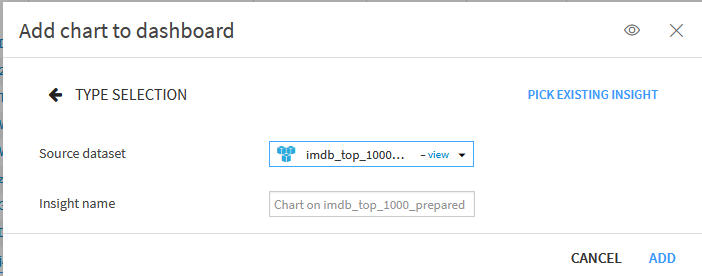 Add chart to dashboard
TYPE SELECTION
PICK EXISTING INSIGHT
Source dataset
imdb_top_1000... - view
Insight name
Chart on imdb_top_1000_prepared
CANCEL
ADD